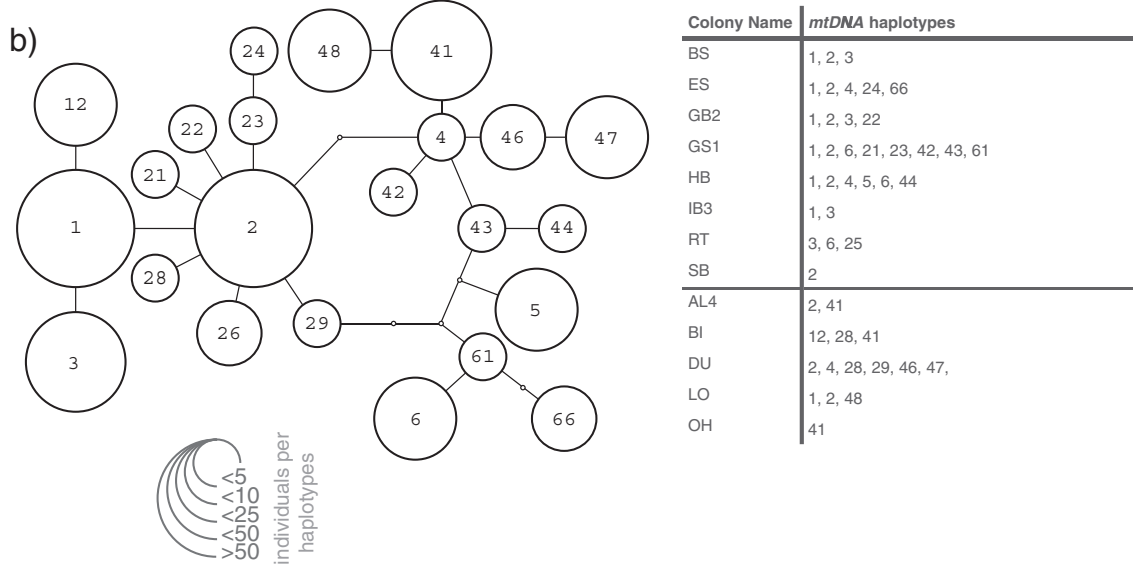 b)
24
48
41
12
23
22
4
46
47
21
42
1
2
43
44
28
5
29
26
61
3
6
66
<5
<10
<25
<50
>50
individuals per
haplotypes
Colony Name mtDNA haplotypes
BS 1, 2, 3
ES 1, 2, 4, 24, 66
GB2 1, 2, 3, 22
GS1 1, 2, 6, 21, 23, 42, 43, 61
HB 1, 2, 4, 5, 6, 44
IB3 1, 3
RT 3, 6, 25
SB 2
AL4 2, 41
BI 12, 28, 41
DU 2, 4, 28, 29, 46, 47,
LO 1, 2, 48
OH 41